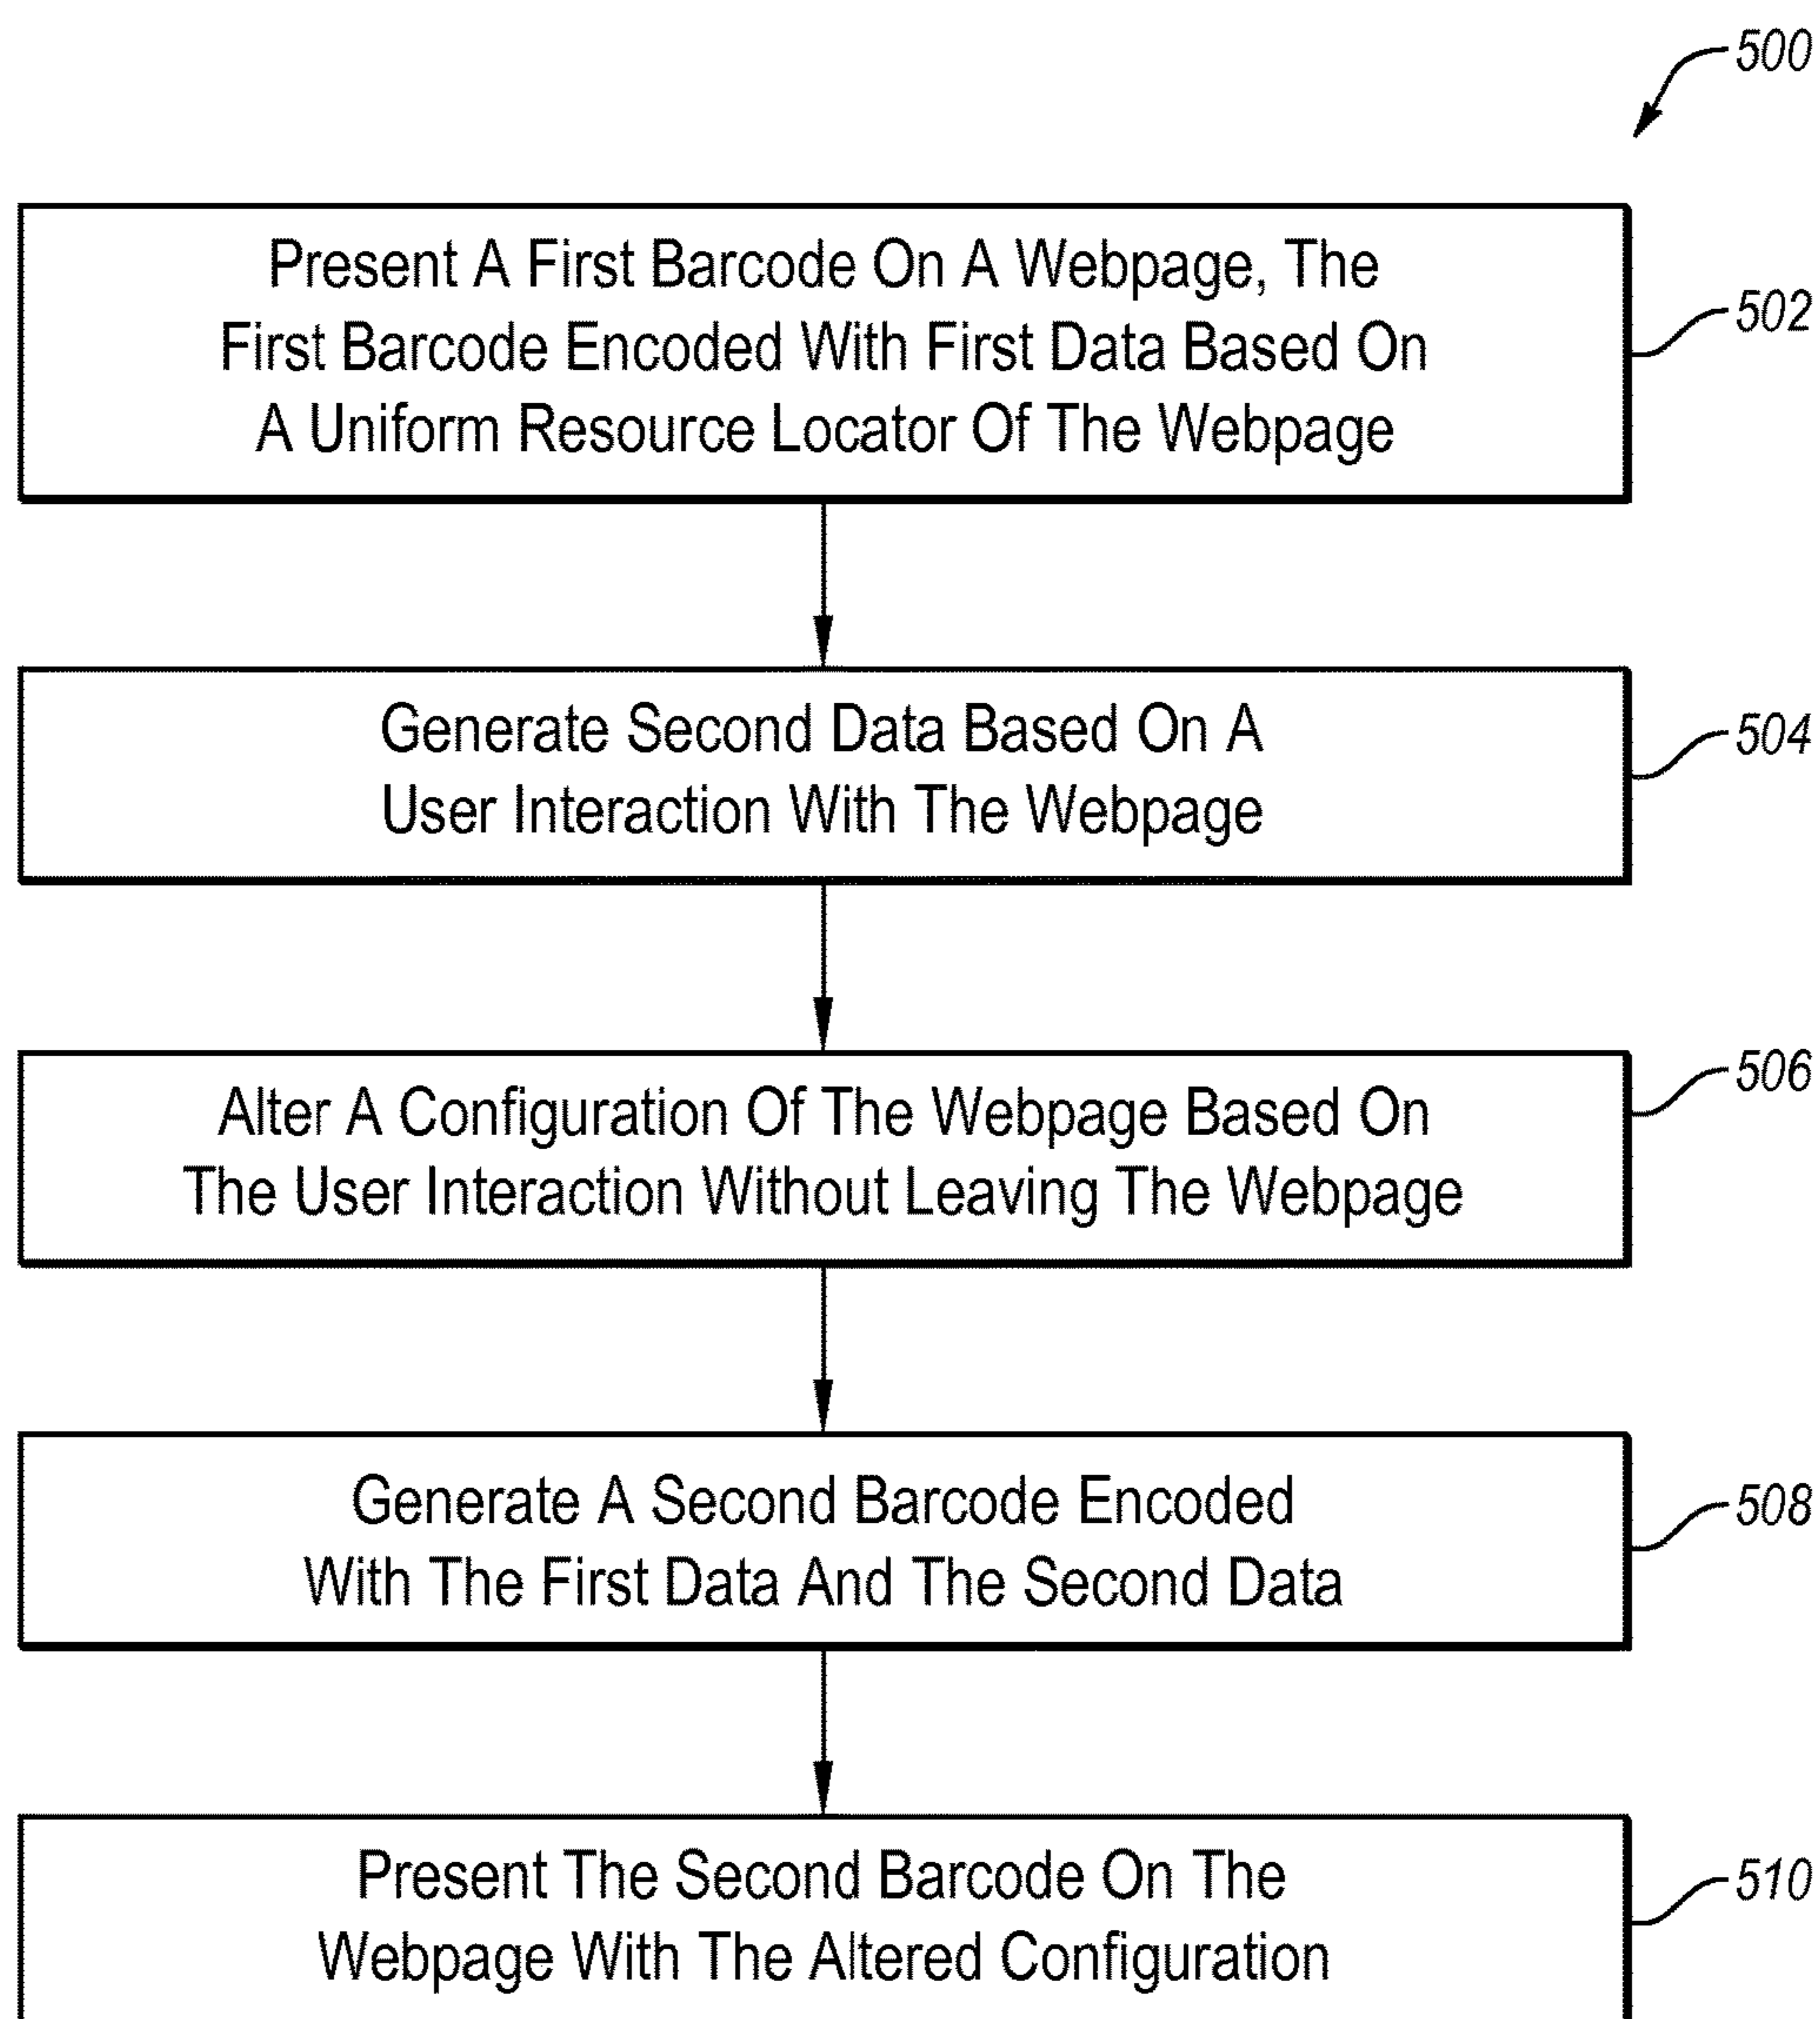 500
Present A First Barcode On A Webpage, The
First Barcode Encoded With First Data Based On
A Uniform Resource Locator Of The Webpage
502
Generate Second Data Based On A
User Interaction With The Webpage
504
Alter A Configuration Of The Webpage Based On
The User Interaction Without Leaving The Webpage
506
Generate A Second Barcode Encoded
With The First Data And The Second Data
508
Present The Second Barcode On The
Webpage With The Altered Configuration
510